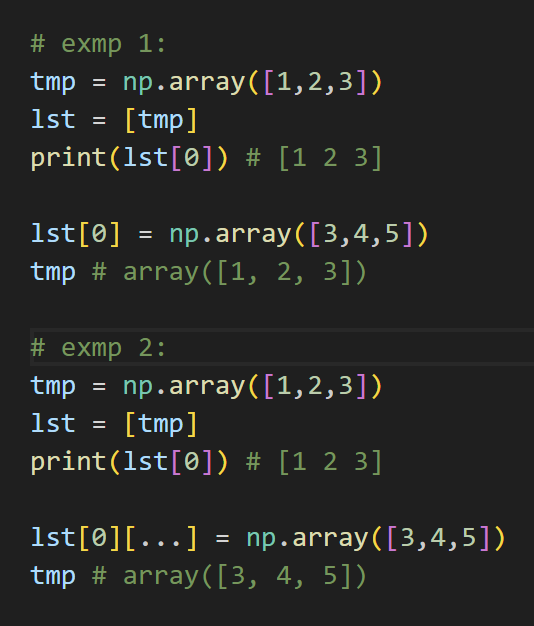 # exmp 1:
tmp = np.array([1,2,3])
lst = [tmp]
print(lst[0]) # [1 2 3]
lst[0] = np.array([3,4,5])
tmp # array([1, 2, 3])
# exmp 2:
tmp = np.array([1,2,3])
lst = [tmp]
print(lst[0]) # [1 2 3]
lst[0][...] = np.array([3,4,5])
tmp # array([3, 4, 5])